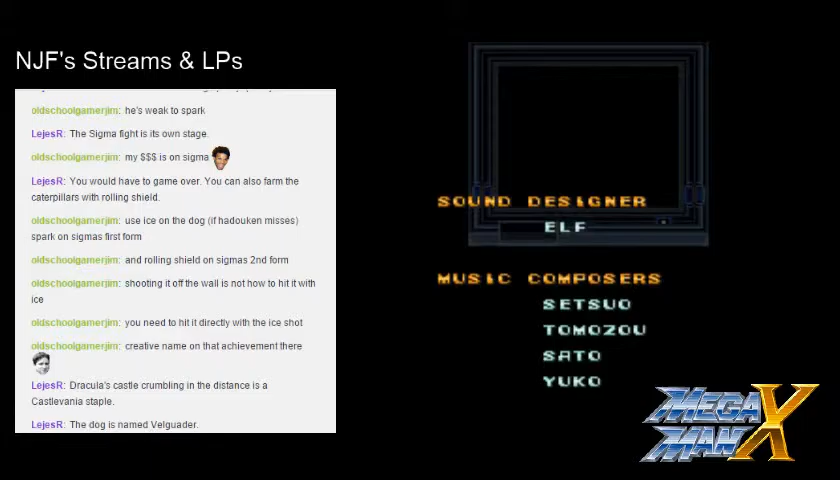 NJF's Streams & LPs
oldschoolgamerjim: he's weak to spark
LejesR: The Sigma fight is its own stage.
oldschoolgamerjim: my $$$ is on sigma
LejesR: You would have to game over. You can also farm the
caterpillars with rolling shield.
oldschoolgamerjim: use ice on the dog (if hadouken misses)
spark on sigmas first form
oldschoolgamerjim: and rolling shield on sigmas 2nd form
oldschoolgamerjim: shooting it off the wall is not how to hit it with
ice
oldschoolgamerjim: you need to hit it directly with the ice shot
oldschoolgamerjim: creative name on that achievement there
LejesR: Dracula's castle crumbling in the distance is a
Castlevania staple.
LejesR: The dog is named Velguader.
SOUND DESIGNER
ELF
MUSIC COMPOSERS
SETSUO
TOMOZOU
SATO
YUKO
MEGA
MAN X